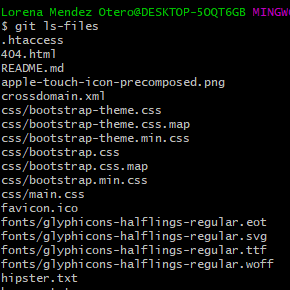 Lorena Mendez Otero@DESKTOP-5OQT6GB MINGW
$ git ls-files
.htaccess
404.html
README.md
apple-touch-icon-precomposed.png
crossdomain.xml
css/bootstrap-theme.css
css/bootstrap-theme.css.map
css/bootstrap-theme.min.css
css/bootstrap.css
css/bootstrap.css.map
css/bootstrap.min.css
css/main.css
favicon.ico
fonts/glyphicons-halflings-regular.eot
fonts/glyphicons-halflings-regular.svg
fonts/glyphicons-halflings-regular.ttf
fonts/glyphicons-halflings-regular.woff
hipster.txt